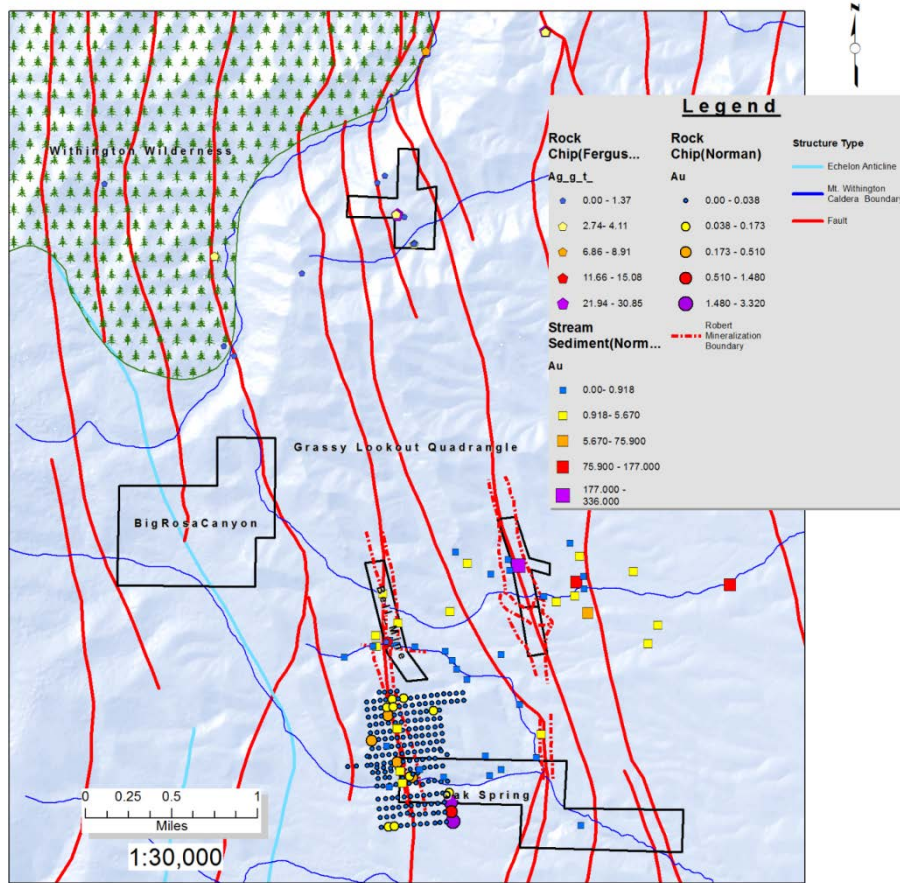 N
Withington Wilderness
Legend
Rock
Chip(Fergus...
Ag_g_t_
0.00 - 1.37
2.74- 4.11
6.86 - 8.91
11.66 - 15.08
21.94 - 30.85
Rock
Chip(Norman)
Au
0.00 - 0.038
0.038 - 0.173
0.173 - 0.510
0.510 - 1.480
1.480 - 3.320
Robert
Mineralization
Boundary
Structure Type
Echelon Anticline
Mt. Withington
Caldera Boundary
Fault
Stream
Sediment(Norm...
Au
0.00- 0.918
0.918- 5.670
5.670- 75.900
75.900 - 177.000
177.000 -
336.000
Grassy Lookout Quadrangle
BigRosaCanyon
Oak Spring
0 0.25 0.5 1
Miles
1:30,000